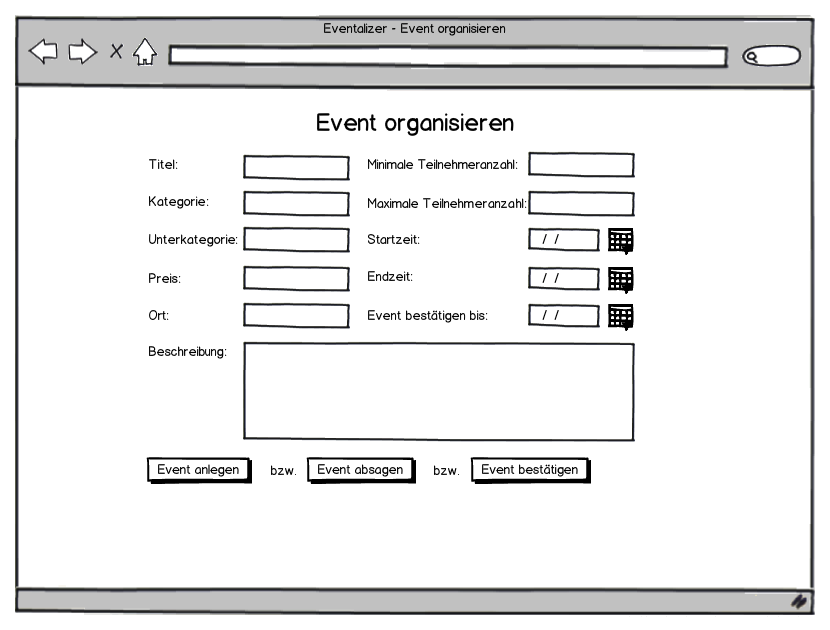 Eventalizer - Event organisieren
Event organisieren
Titel: Minimale Teilnehmeranzahl:
Kategorie: Maximale Teilnehmeranzahl:
Unterkategorie: Startzeit: / /
Preis: Endzeit: / /
Ort: Event bestätigen bis: / /
Beschreibung:
Event anlegen bzw. Event absagen bzw. Event bestätigen